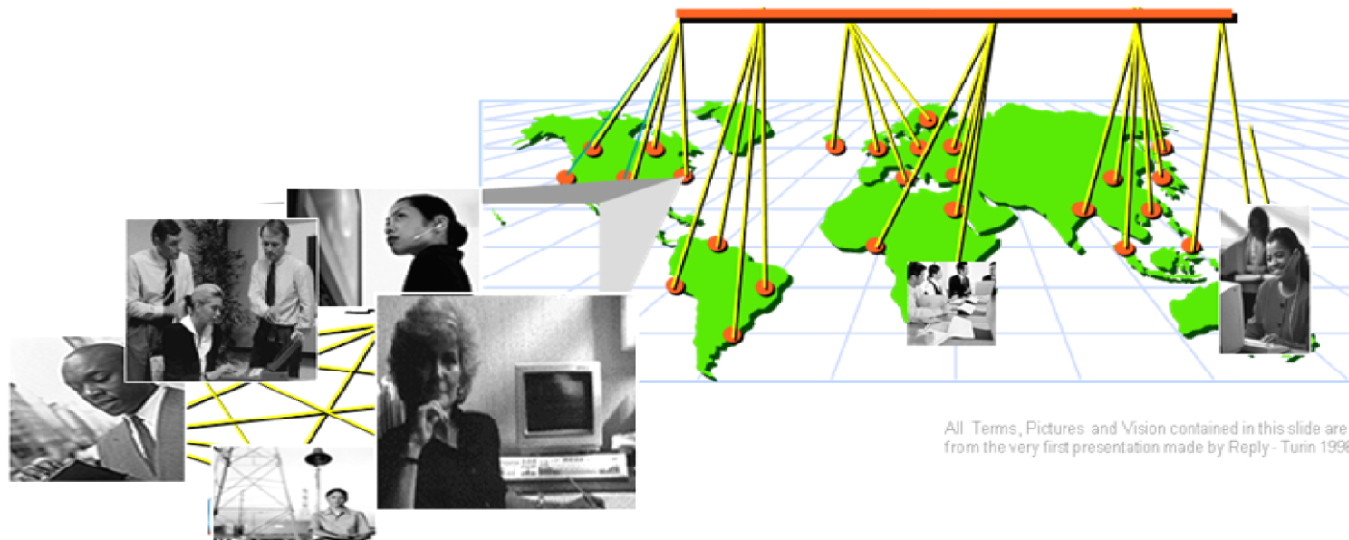 All Terms, Pictures and Vision contained in this slide are
from the very first presentation made by Reply - Turin 1996